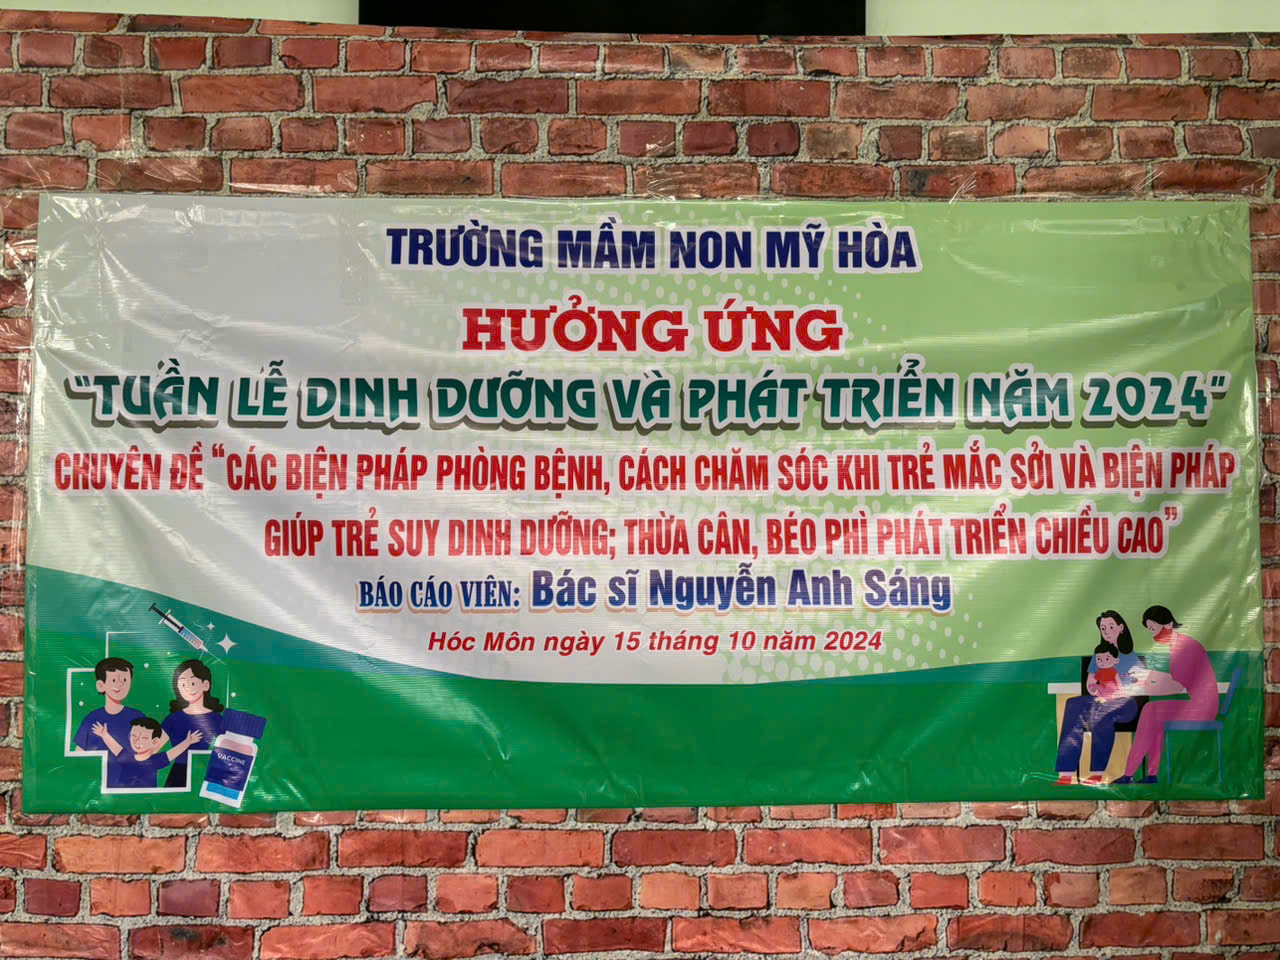 TRƯỜNG MẦM NON MỸ HÒA
HƯỞNG ỨNG
"TUẦN LỄ DINH DƯỠNG VÀ PHÁT TRIỂN NĂM 2024"
CHUYÊN ĐỀ "CÁC BIỆN PHÁP PHÒNG BỆNH, CÁCH CHĂM SÓC KHI TRẺ MẮC SỞI VÀ BIỆN PHÁP
GIÚP TRẺ SUY DINH DƯỠNG; THỪA CÂN, BÉO PHÌ PHÁT TRIỂN CHIỀU CAO"
BÁO CÁO VIÊN: Bác sĩ Nguyễn Anh Sáng
Hóc Môn ngày 15 tháng 10 năm 2024
VACCINE